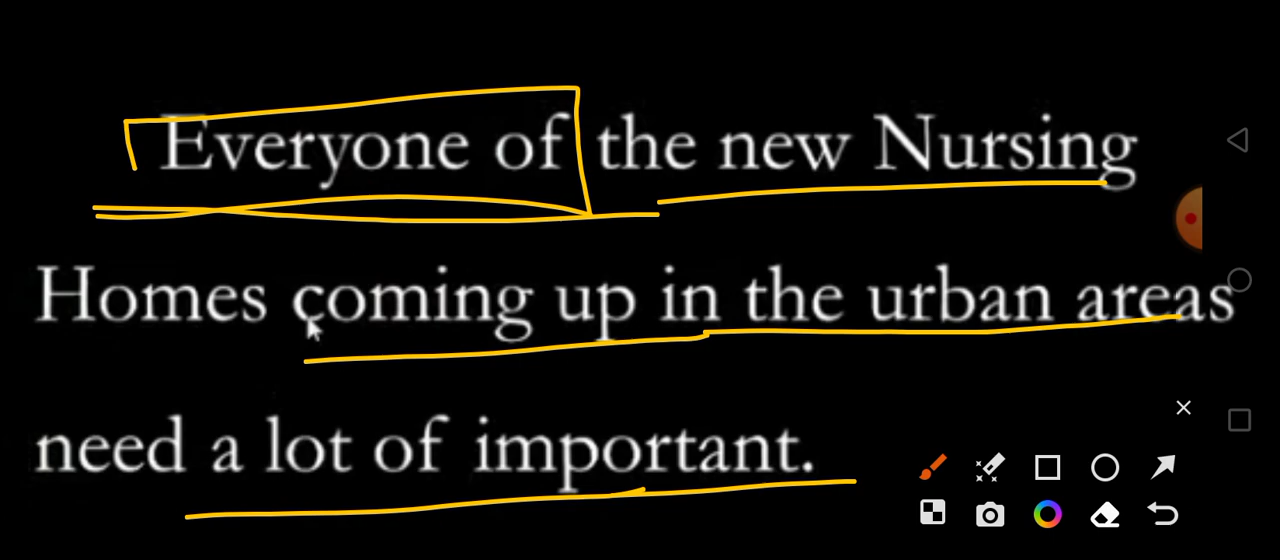 Everyone of the new Nursing
Homes coming up in the urban areas
need a lot of important.